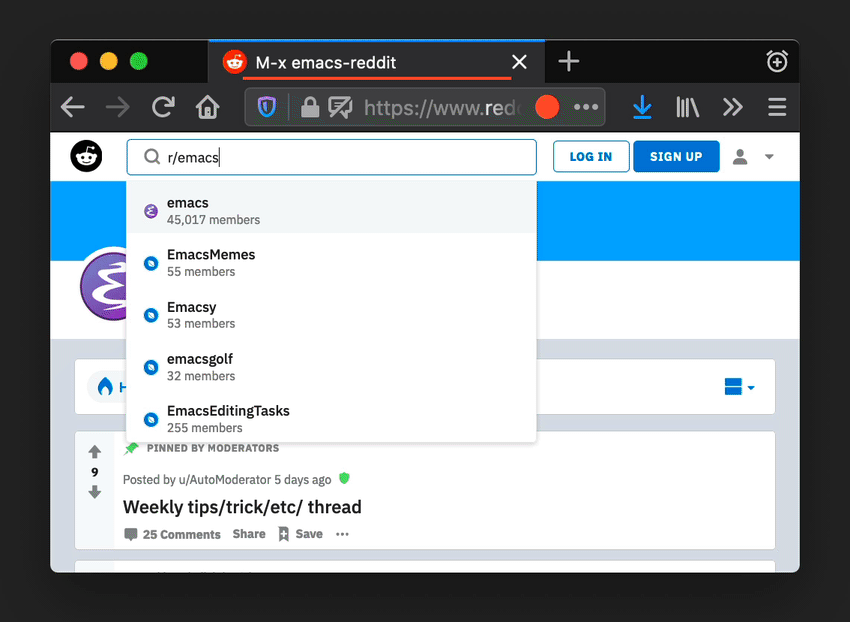 M-x emacs-reddit
https://www.redd
r/emacs
LOG IN
SIGN UP
emacs
45,017 members
EmacsMemes
55 members
Emacsy
53 members
emacsgolf
32 members
EmacsEditingTasks
255 members
H
PINNED BY MODERATORS
9
Posted by u/AutoModerator 5 days ago
Weekly tips/trick/etc/ thread
25 Comments Share Save